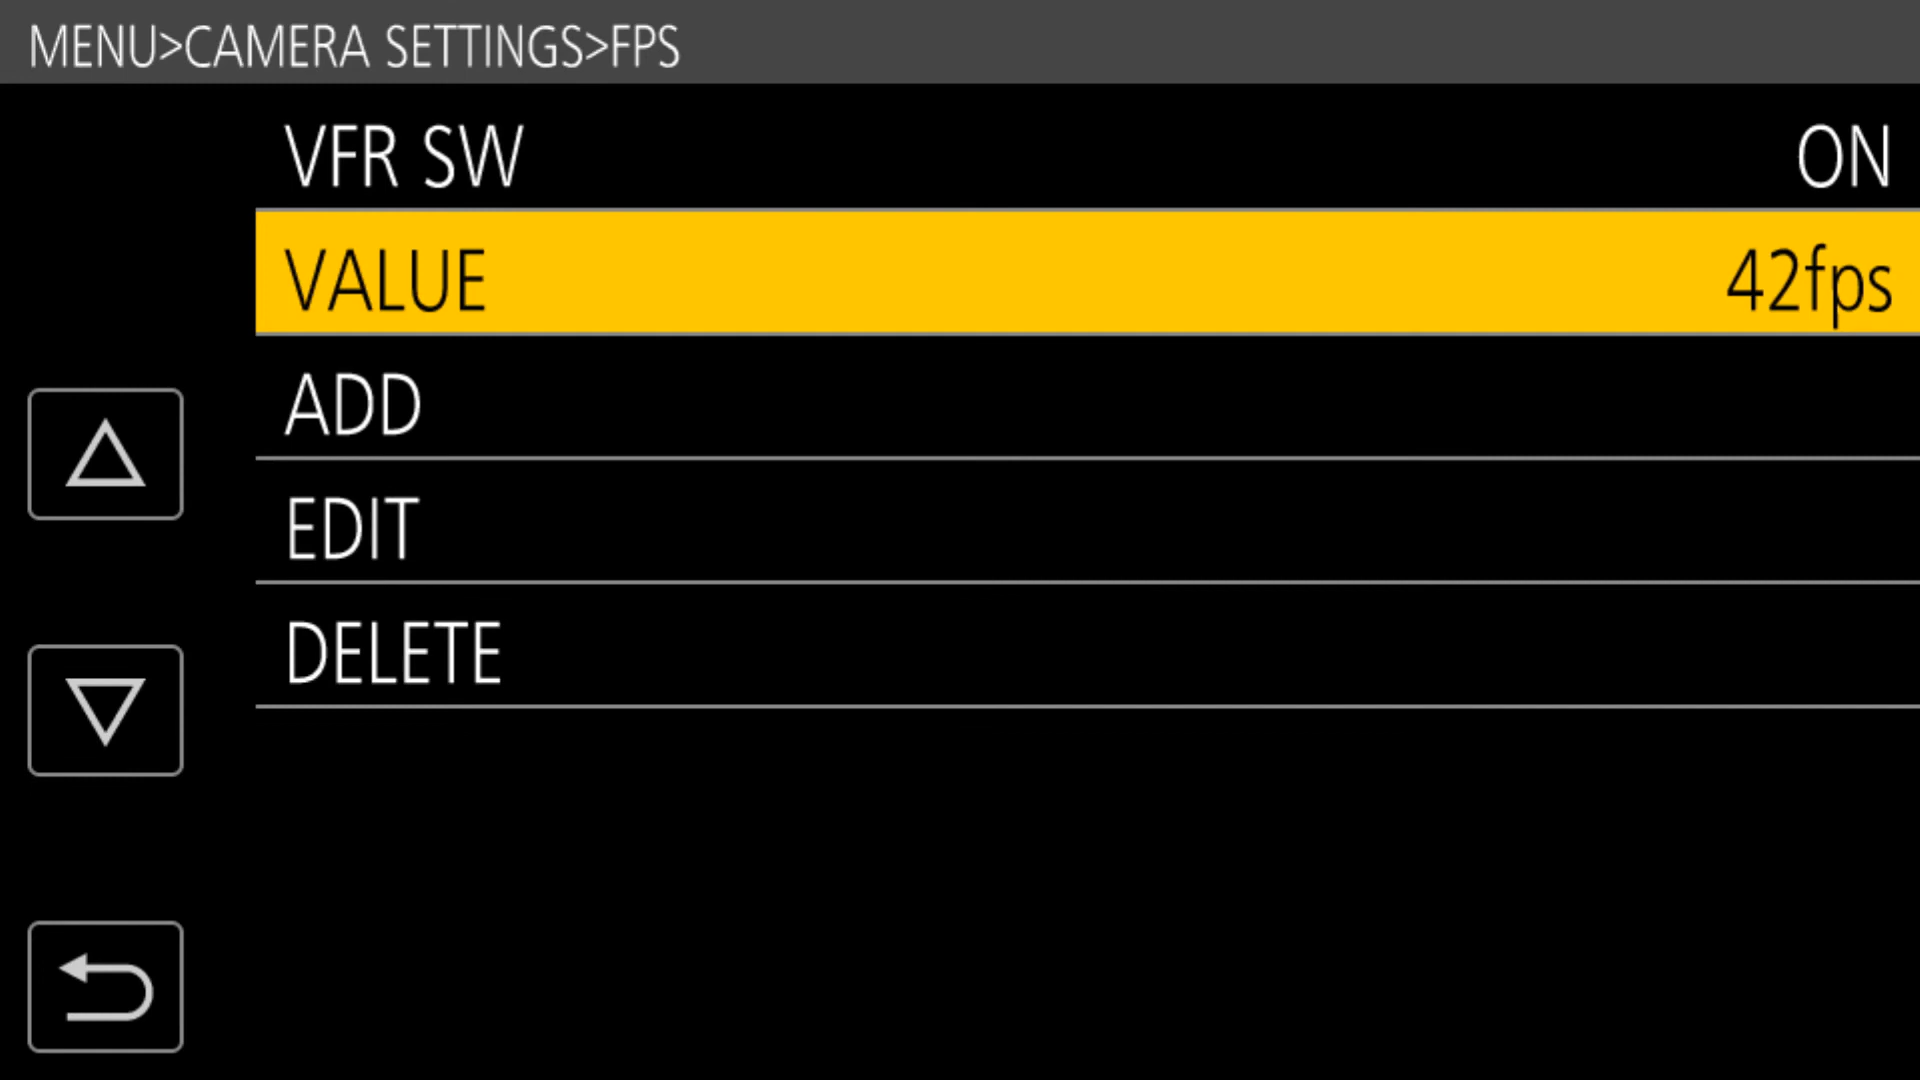 MENU>CAMERA SETTINGS>FPS
VFR SW ON
VALUE 42fps
ADD
EDIT
DELETE